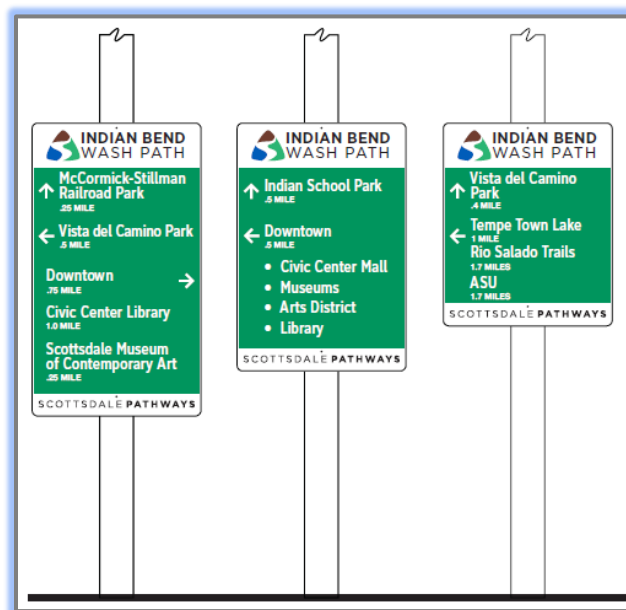 INDIAN BEND
WASH PATH
McCormick-Stillman
Railroad Park
.25 MILE
Vista del Camino Park
.5 MILE
Downtown
.75 MILE
Civic Center Library
1.0 MILE
Scottsdale Museum
of Contemporary Art
.25 MILE
SCOTTSDALE PATHWAYS
INDIAN BEND
WASH PATH
Indian School Park
.5 MILE
Downtown
.5 MILE
• Civic Center Mall
• Museums
• Arts District
• Library
SCOTTSDALE PATHWAYS
INDIAN BEND
WASH PATH
Vista del Camino
Park
.4 MILE
Tempe Town Lake
1 MILE
Rio Salado Trails
1.7 MILES
ASU
1.7 MILES
SCOTTSDALE PATHWAYS